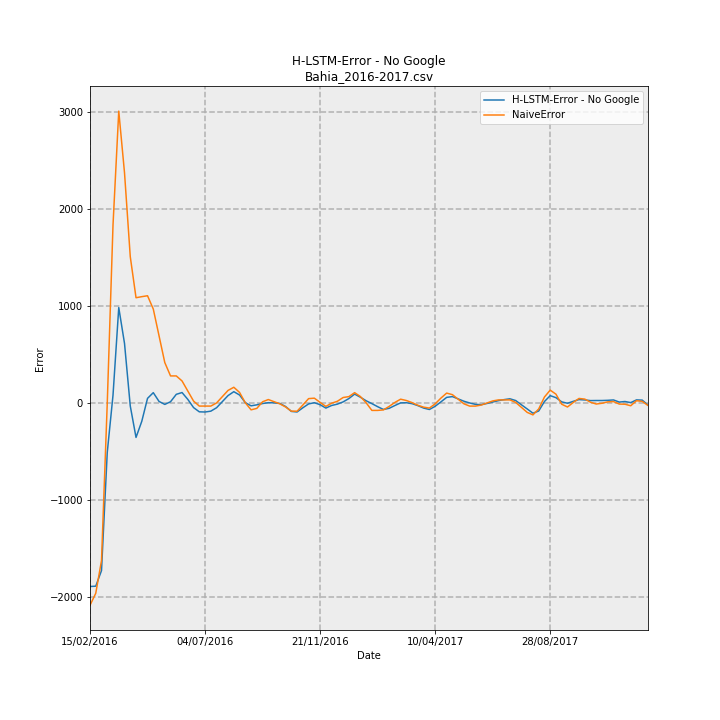 H-LSTM-Error - No Google
Bahia_2016-2017.csv
H-LSTM-Error - No Google
NaiveError
3000
2000
1000
0
−1000
−2000
Error
15/02/2016 04/07/2016 21/11/2016 10/04/2017 28/08/2017
Date